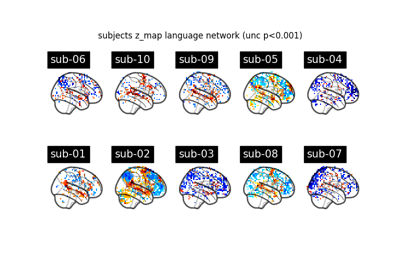 subjects z_map language network (unc p<0.001)
sub-06 sub-10 sub-09 sub-05 sub-04
sub-01 sub-02 sub-03 sub-08 sub-07